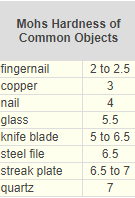 Mohs Hardness of
Common Objects
fingernail 2 to 2.5
copper 3
nail 4
glass 5.5
knife blade 5 to 6.5
steel file 6.5
streak plate 6.5 to 7
quartz 7